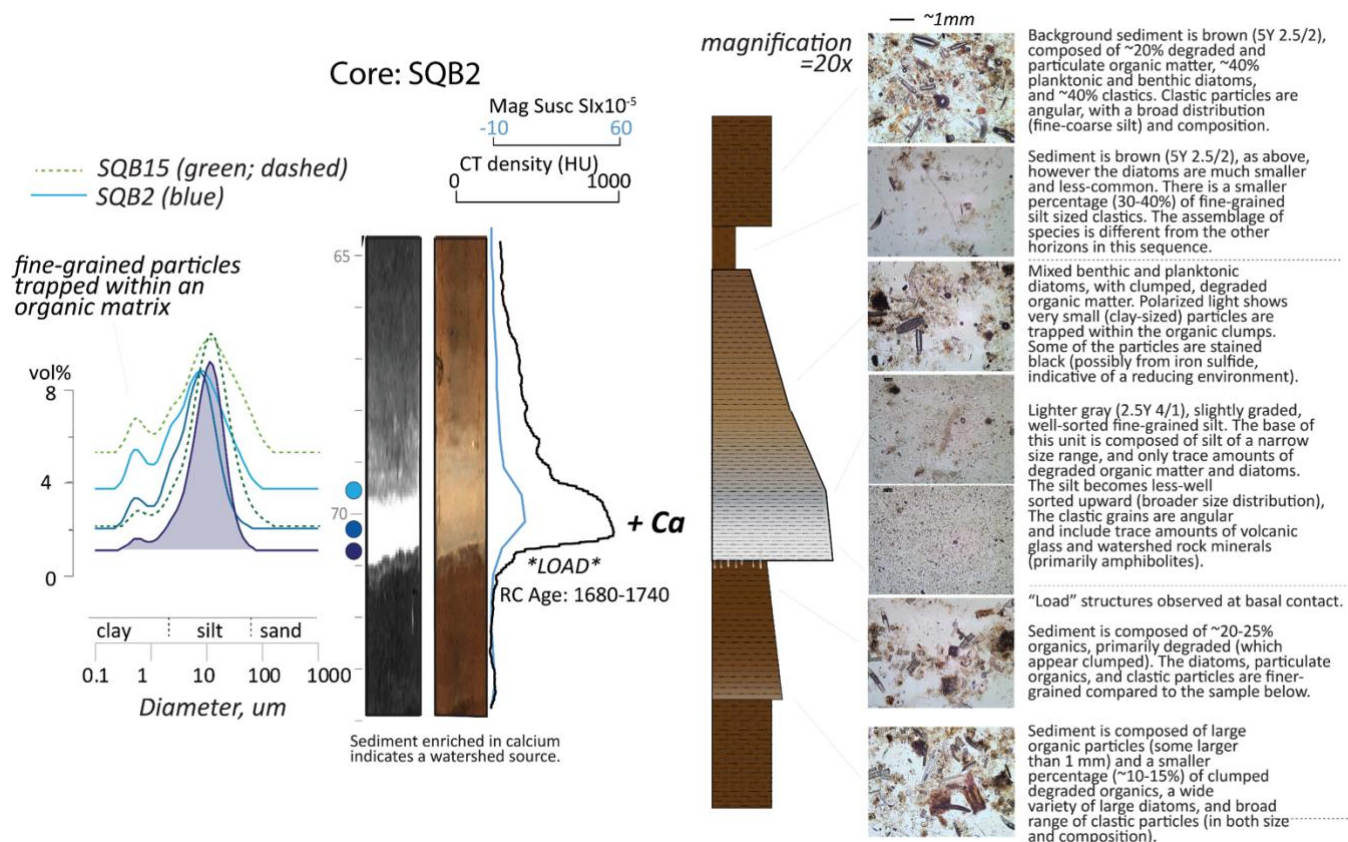 Core: SQB2
SQB15 (green; dashed)
SQB2 (blue)
fine-grained particles
trapped within an
organic matrix
vol%
8
4
0
clay
silt
sand
0.1
1
10
100
1000
Diameter, um
Mag Susc SIx10⁻⁵
-10
60
CT density (HU)
0
1000
65
70
+ Ca
*LOAD*
RC Age: 1680-1740
Sediment enriched in calcium
indicates a watershed source.
magnification
=20x
~1mm
Background sediment is brown (5Y 2.5/2),
composed of ~20% degraded and
particulate organic matter, ~40%
planktonic and benthic diatoms,
and ~40% clastics. Clastic particles are
angular, with a broad distribution
(fine-coarse silt) and composition.
Sediment is brown (5Y 2.5/2), as above,
however the diatoms are much smaller
and less-common. There is a smaller
percentage (30-40%) of fine-grained
silt sized clastics. The assemblage of
species is different from the other
horizons in this sequence.
Mixed benthic and planktonic
diatoms, with clumped, degraded
organic matter. Polarized light shows
very small (clay-sized) particles are
trapped within the organic clumps.
Some of the particles are stained
black (possibly from iron sulfide,
indicative of a reducing environment).
Lighter gray (2.5Y 4/1), slightly graded,
well-sorted fine-grained silt. The base of
this unit is composed of silt of a narrow
size range, and only trace amounts of
degraded organic matter and diatoms.
The silt becomes less-well
sorted upward (broader size distribution),
The clastic grains are angular
and include trace amounts of volcanic
glass and watershed rock minerals
(primarily amphibolites).
"Load" structures observed at basal contact.
Sediment is composed of ~20-25%
organics, primarily degraded (which
appear clumped). The diatoms, particulate
organics, and clastic particles are finer-
grained compared to the sample below.
Sediment is composed of large
organic particles (some larger
than 1 mm) and a smaller
percentage (~10-15%) of clumped
degraded organics, a wide
variety of large diatoms, and broad
range of clastic particles (in both size
and composition).